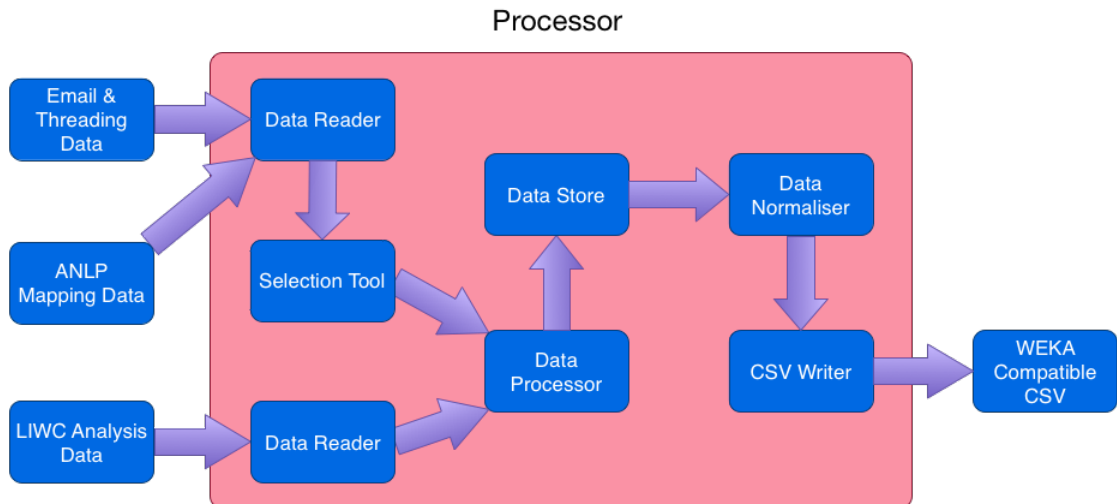 Processor
Email &
Threading
Data
Data Reader
ANLP
Mapping Data
Selection Tool
LIWC Analysis
Data
Data Reader
Data
Processor
Data Store
Data
Normaliser
CSV Writer
WEKA
Compatible
CSV